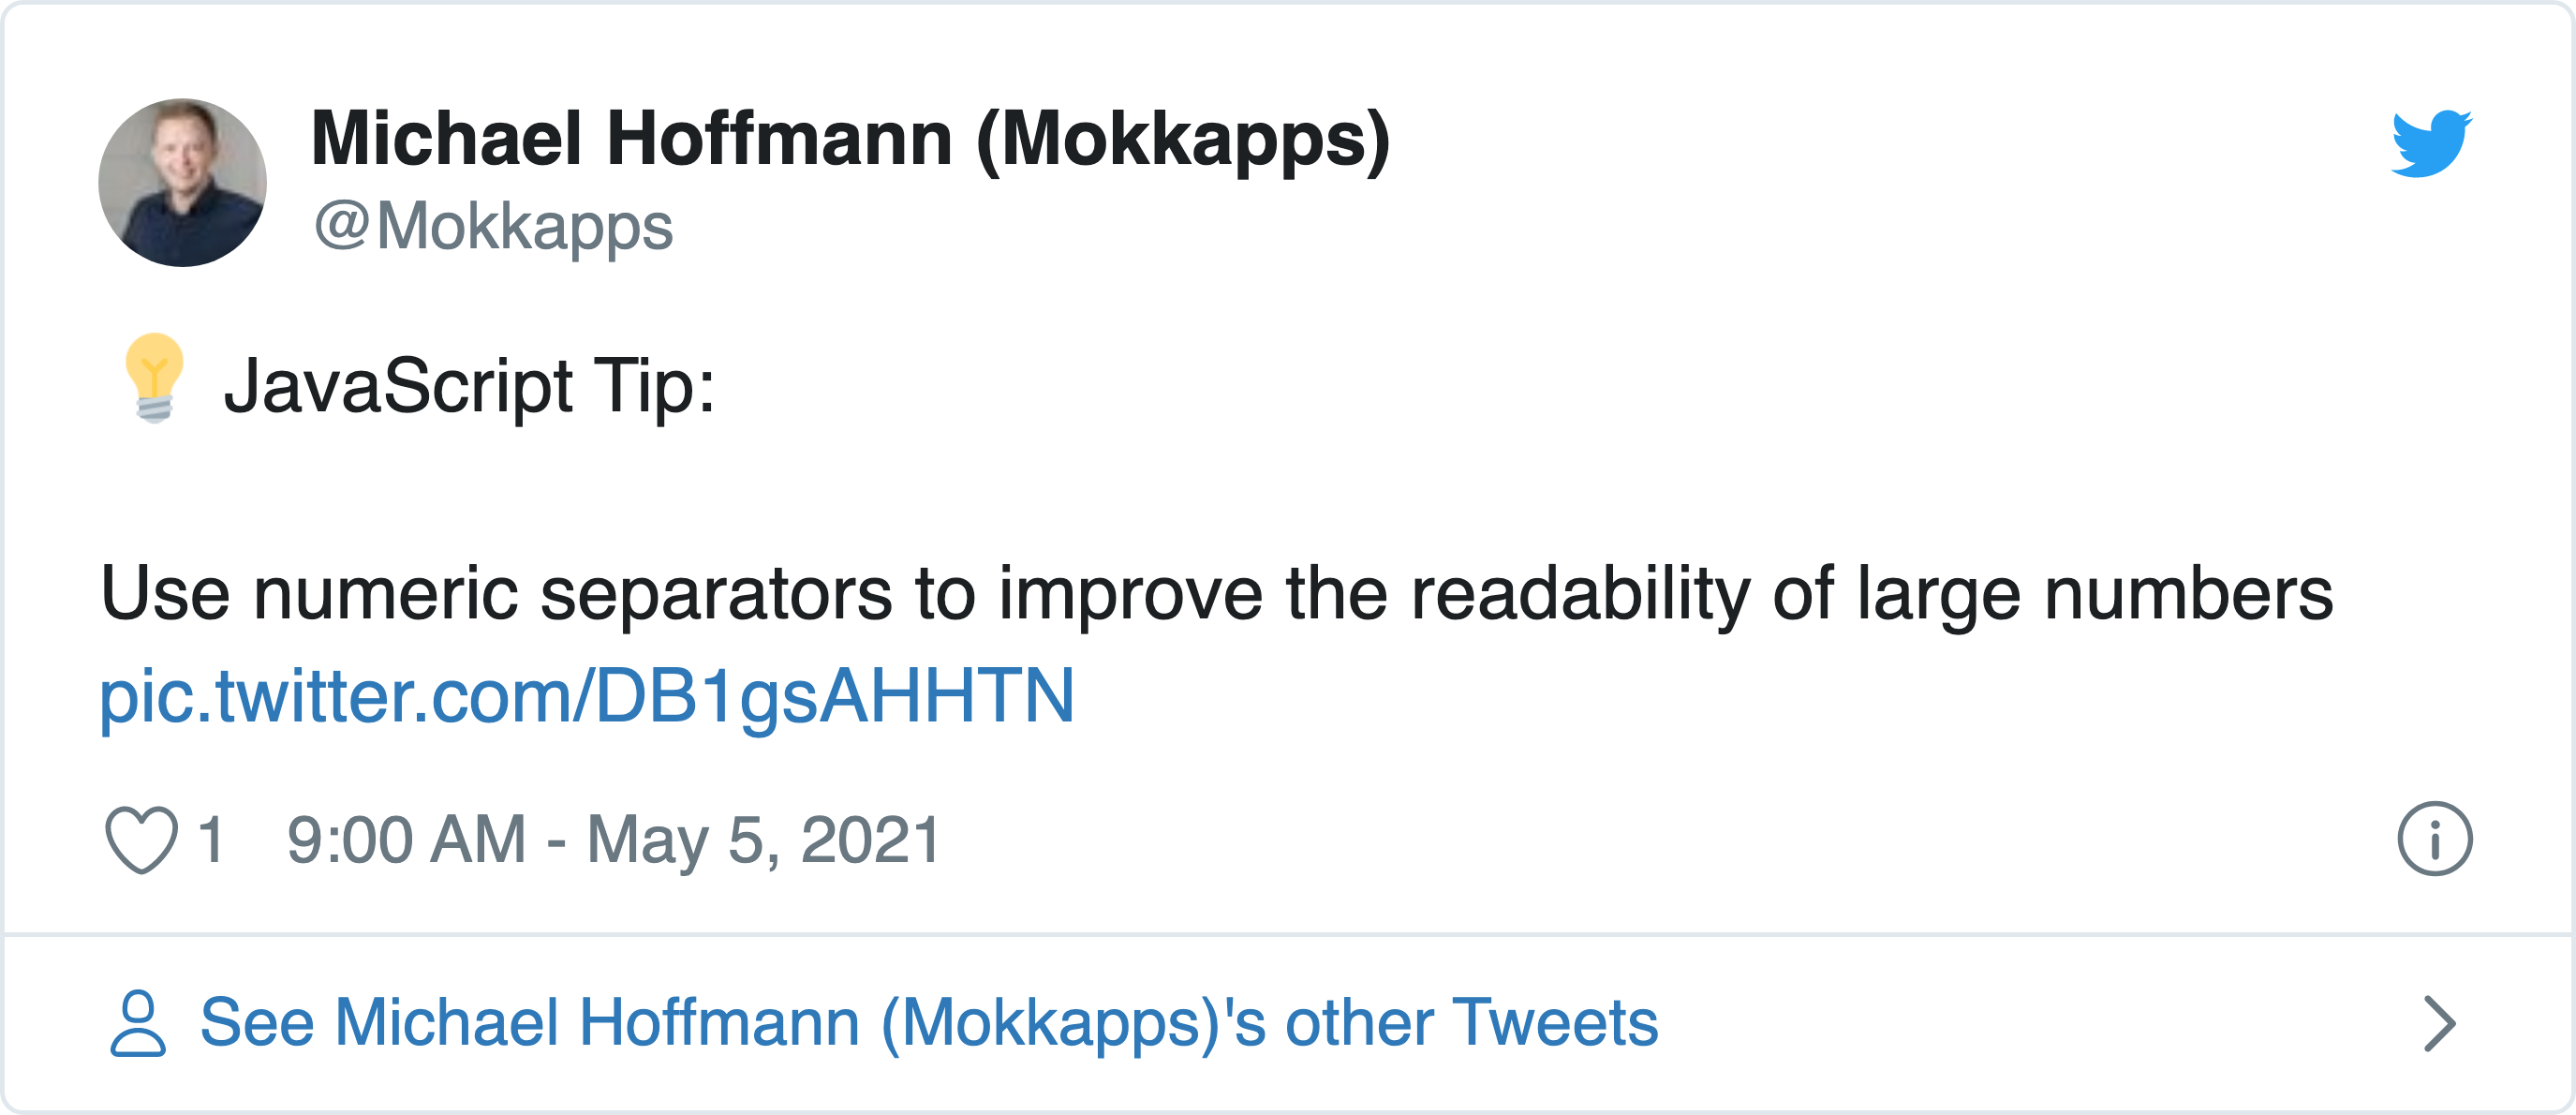 Michael Hoffmann (Mokkapps)
@Mokkapps
💡 JavaScript Tip:
Use numeric separators to improve the readability of large numbers
pic.twitter.com/DB1gsAHHTN
1 9:00 AM - May 5, 2021
See Michael Hoffmann (Mokkapps)'s other Tweets